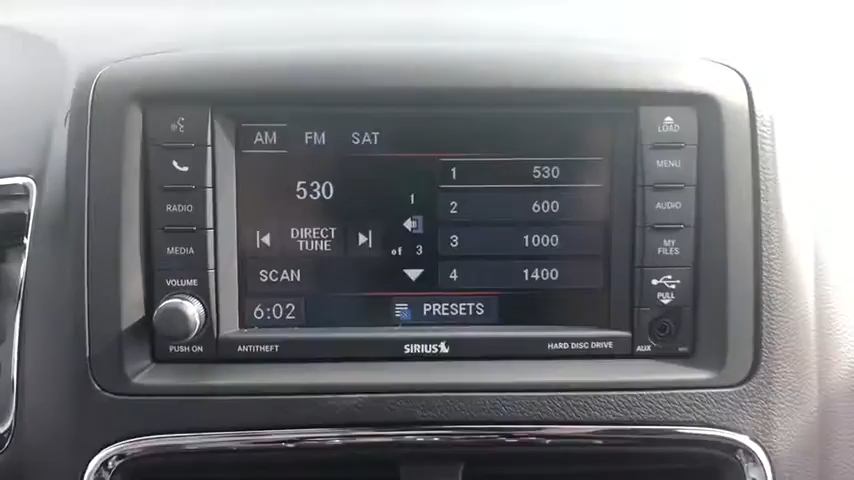 AM FM SAT
530
DIRECT
TUNE
SCAN
1
of 3
1 530
2 600
3 1000
4 1400
6:02
PRESETS
RADIO
MEDIA
VOLUME
PUSH ON
LOAD
MENU
AUDIO
MY
FILES
PULL
AUX
ANTITHEFT
SIRIUS
HARD DISC DRIVE